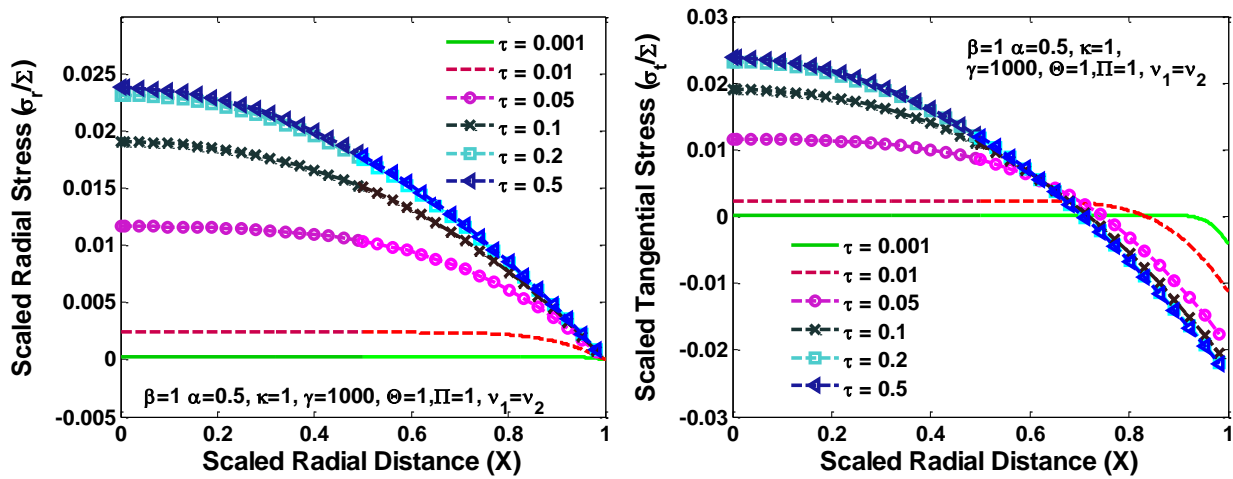 Scaled Radial Stress (σr/Σ)
0.025
0.02
0.015
0.01
0.005
0
-0.005
τ = 0.001
τ = 0.01
τ = 0.05
τ = 0.1
τ = 0.2
τ = 0.5
β=1 α=0.5, κ=1, γ=1000, Θ=1,Π=1, ν1=ν2
0 0.2 0.4 0.6 0.8 1
Scaled Radial Distance (X)
Scaled Tangential Stress (σt/Σ)
0.03
0.02
0.01
0
-0.01
-0.02
-0.03
β=1 α=0.5, κ=1,
γ=1000, Θ=1,Π=1, ν1=ν2
τ = 0.001
τ = 0.01
τ = 0.05
τ = 0.1
τ = 0.2
τ = 0.5
0 0.2 0.4 0.6 0.8 1
Scaled Radial Distance (X)